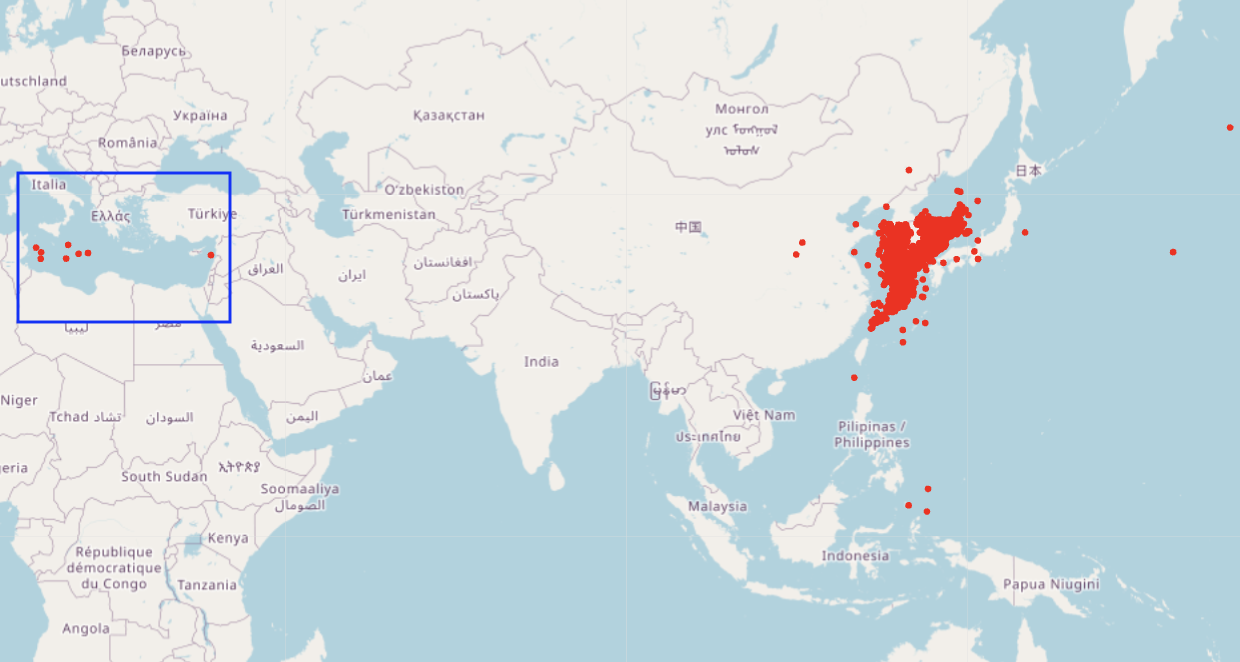 Беларусь
utschland
Україна
Қазақстан
Монгол
улс ᠮᠣᠩᠭᠣᠯ
ᠤᠯᠤᠰ
România
日本
Italia
O'zbekiston
Ελλάς
Türkiye
Türkmenistan
中国
افغانستان
العراق
ایران
پاکستان
ليبيا
مصر
السعودية
India
عمان
မြန်မာ
Niger
Tchad تشاد
السودان
اليمن
Việt Nam
Pilipinas /
Philippines
ประเทศไทย
eria
ኢትዮጵያ
South Sudan
Soomaaliya
الصومال
Malaysia
Kenya
République
démocratique
du Congo
Indonesia
Tanzania
Papua Niugini
Angola